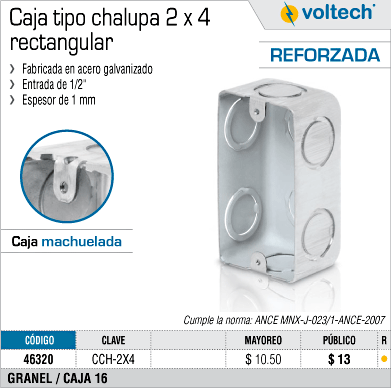 Caja tipo chalupa 2 x 4
rectangular
voltech®
REFORZADA
Fabricada en acero galvanizado
Entrada de 1/2"
Espesor de 1 mm
Caja machuelada
Cumple la norma: ANCE MNX-J-023/1-ANCE-2007
CÓDIGO CLAVE MAYOREO PÚBLICO R
46320 CCH-2X4 $ 10.50 $ 13
GRANEL / CAJA 16